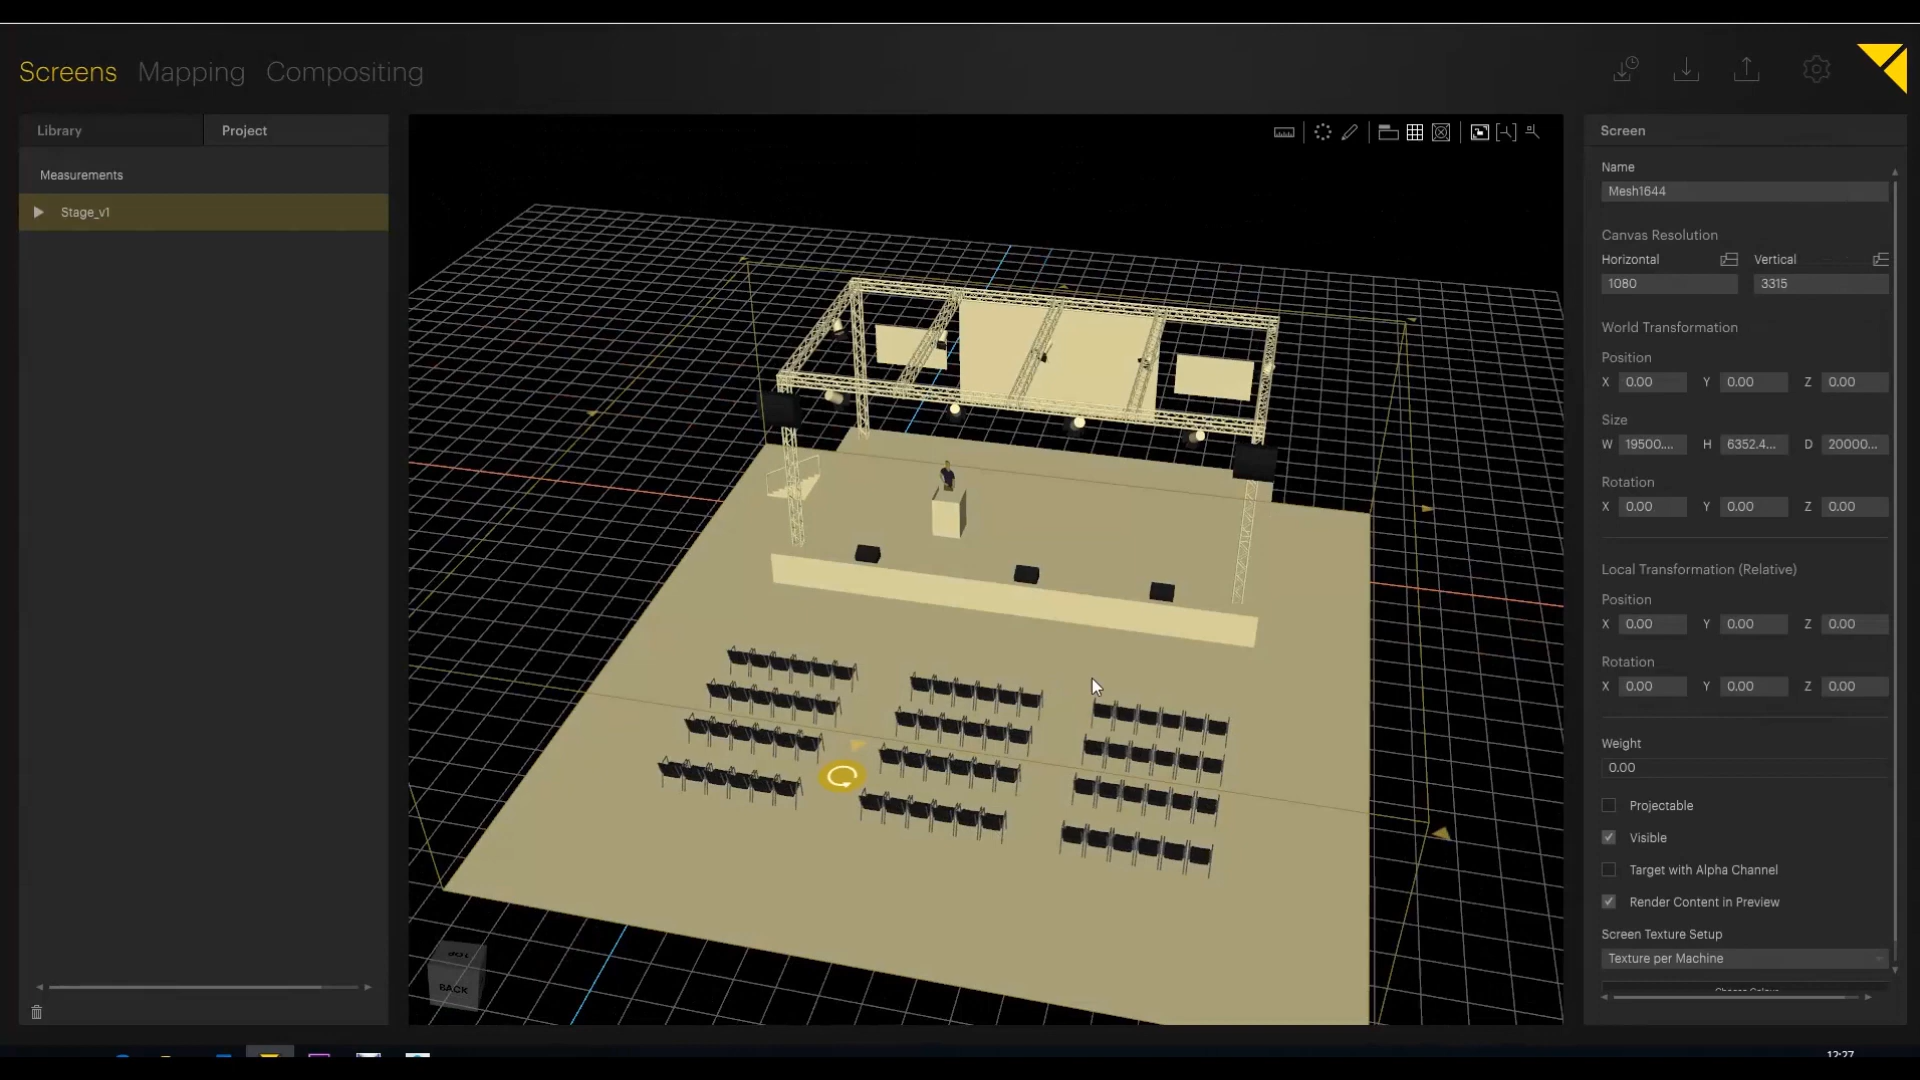 Screens Mapping Compositing
Library Project
Measurements
Stage_v1
BACK
Screen
Name
Mesh1644
Canvas Resolution
Horizontal Vertical
1080 3315
World Transformation
Position
X 0.00 Y 0.00 Z 0.00
Size
W 19500.... H 6352.4... D 20000...
Rotation
X 0.00 Y 0.00 Z 0.00
Local Transformation (Relative)
Position
X 0.00 Y 0.00 Z 0.00
Rotation
X 0.00 Y 0.00 Z 0.00
Weight
0.00
Projectable
Visible
Target with Alpha Channel
Render Content in Preview
Screen Texture Setup
Texture per Machine
12:27